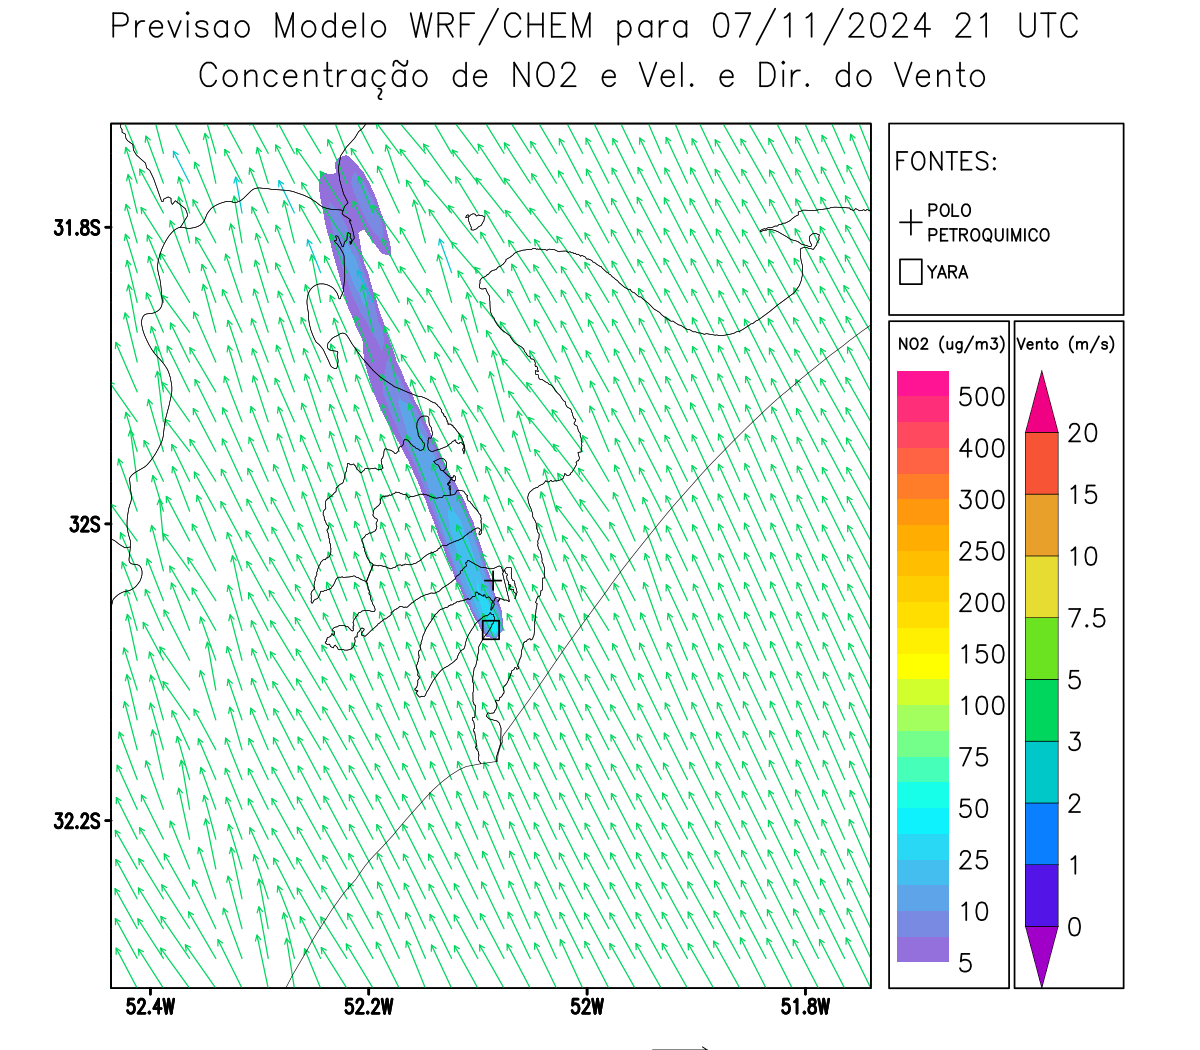 Previsao Modelo WRF/CHEM para 07/11/2024 21 UTC
Concentração de NO2 e Vel. e Dir. do Vento
FONTES:
POLO
PETROQUIMICO
YARA
31.8S
32S
32.2S
52.4W
52.2W
52W
51.8W
NO2 (ug/m3)
500
400
300
250
200
150
100
75
50
25
10
5
Vento (m/s)
20
15
10
7.5
5
3
2
1
0